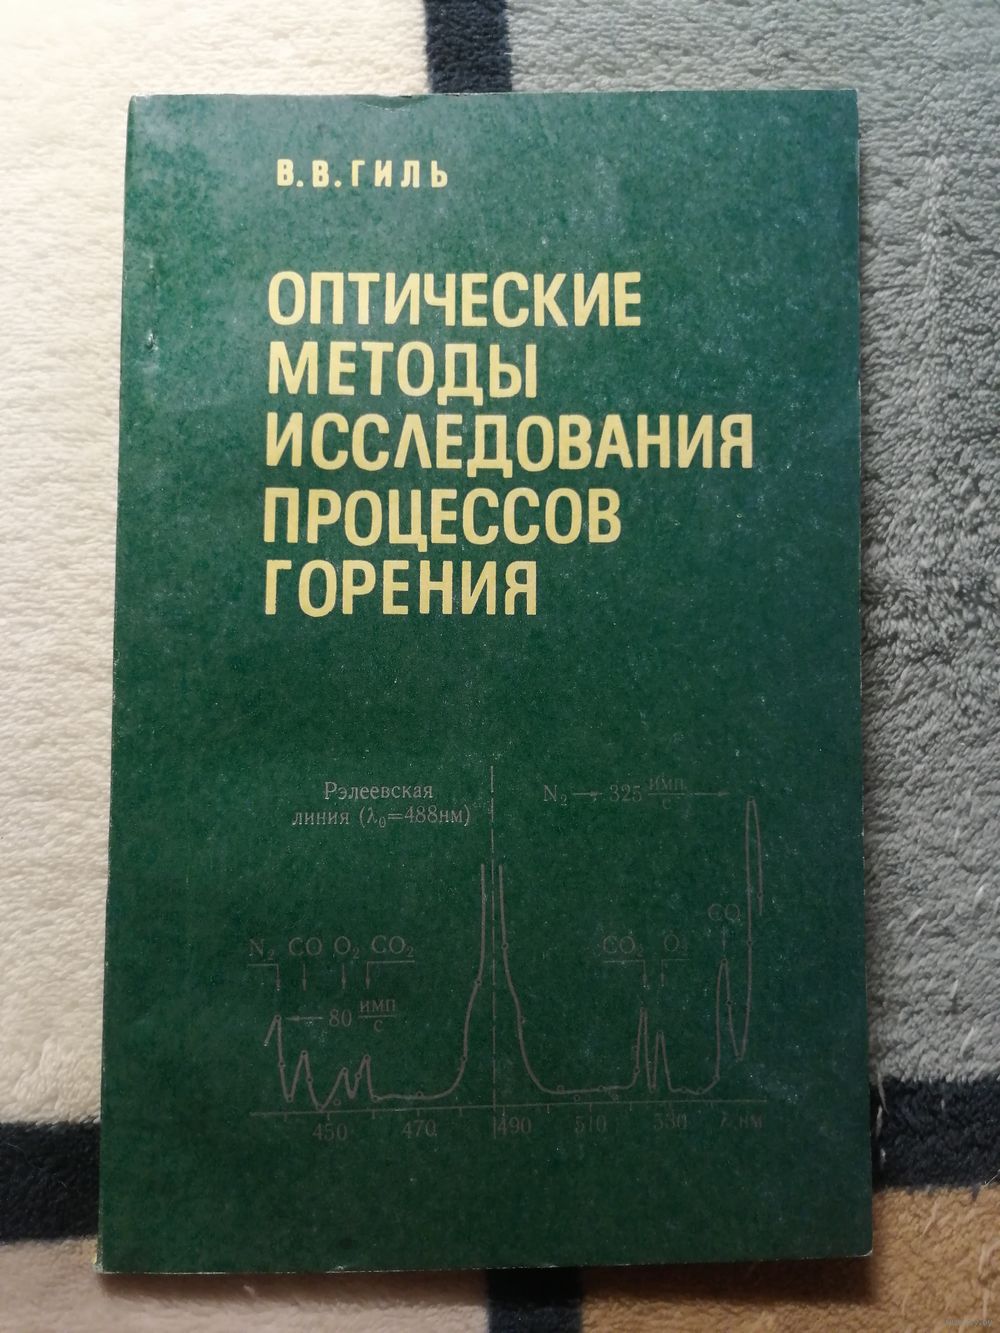 В. В. ГИЛЬ
ОПТИЧЕСКИЕ
МЕТОДЫ
ИССЛЕДОВАНИЯ
ПРОЦЕССОВ
ГОРЕНИЯ
Рэлеевская
линия (λ₀=488нм)
N₂ → 325 имп/с
CO
N₂ CO O₂ CO₂
CO₂ O
80 имп/с
450 470 490 510 530 λ, нм